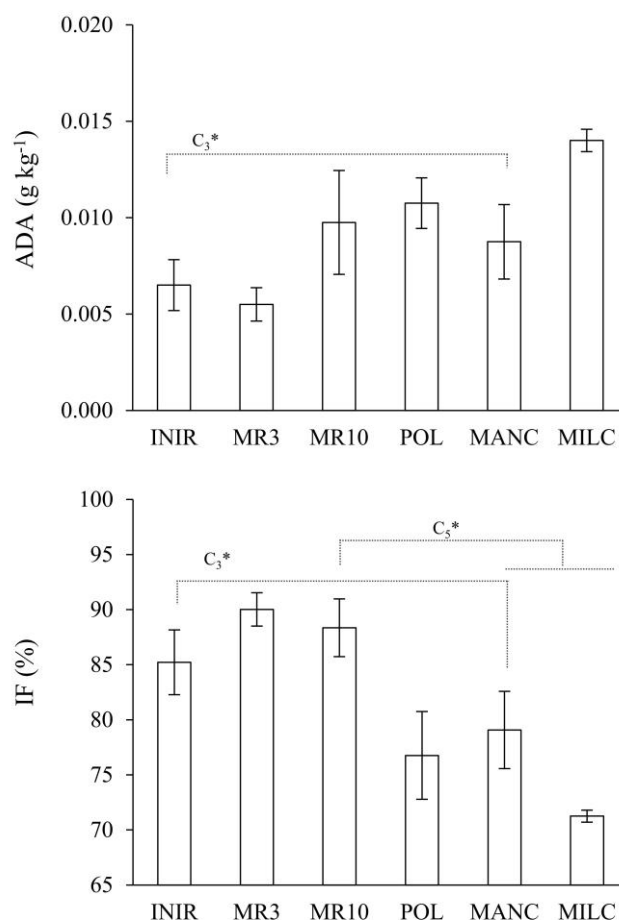 0.020
0.015
0.010
0.005
0.000
ADA (g kg⁻¹)
C₃*
INIR MR3 MR10 POL MANC MILC
100
95
90
85
80
75
70
65
IF (%)
C₅*
C₃*
INIR MR3 MR10 POL MANC MILC